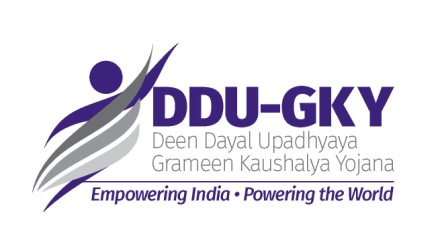 DDU-GKY
Deen Dayal Upadhyaya
Grameen Kaushalya Yojana
Empowering India • Powering the World